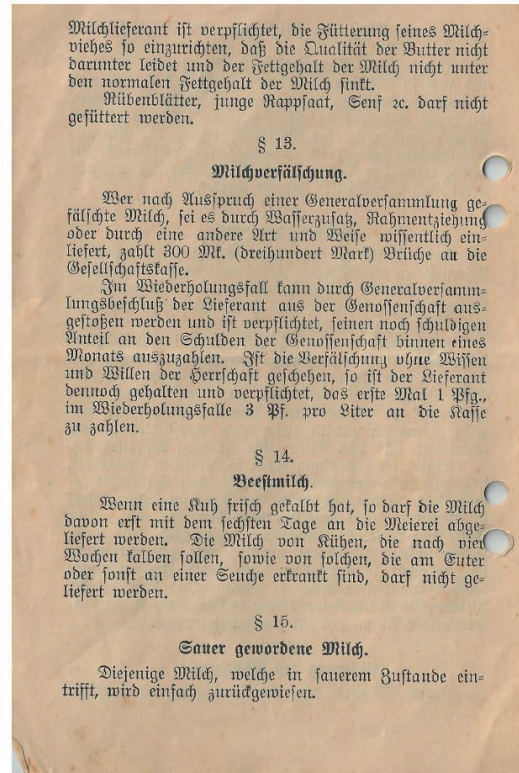 Milchlieferant ist verpflichtet, die Fütterung seines Milch-
viehes so einzurichten, daß die Qualität der Butter nicht
darunter leidet und der Fettgehalt der Milch nicht unter
den normalen Fettgehalt der Milch sinkt.
Rübenblätter, junge Rappsaat, Senf ꝛc. darf nicht
gefüttert werden.
§ 13.
Milchverfälschung.
Wer nach Ausspruch einer Generalversammlung ge-
fälschte Milch, sei es durch Wasserzusatz, Rahmentziehung
oder durch eine andere Art und Weise wissentlich ein-
liefert, zahlt 300 Mk. (dreihundert Mark) Brüche an die
Gesellschaftskasse.
Im Wiederholungsfall kann durch Generalversamm-
lungsbeschluß der Lieferant aus der Genossenschaft aus-
gestoßen werden und ist verpflichtet, seinen noch schuldigen
Anteil an den Schulden der Genossenschaft binnen eines
Monats auszuzahlen. Ist die Verfälschung ohne Wissen
und Willen der Herrschaft geschehen, so ist der Lieferant
dennoch gehalten und verpflichtet, das erste Mal 1 Pfg.,
im Wiederholungsfalle 3 Pf. pro Liter an die Kasse
zu zahlen.
§ 14.
Beestmilch.
Wenn eine Kuh frisch gekalbt hat, so darf die Milch
davon erst mit dem sechsten Tage an die Meierei abge-
liefert werden. Die Milch von Kühen, die nach vier
Wochen kalben sollen, sowie von solchen, die am Euter
oder sonst an einer Seuche erkrankt sind, darf nicht ge-
liefert werden.
§ 15.
Sauer gewordene Milch.
Diejenige Milch, welche in sauerem Zustande ein-
trifft, wird einfach zurückgewiesen.